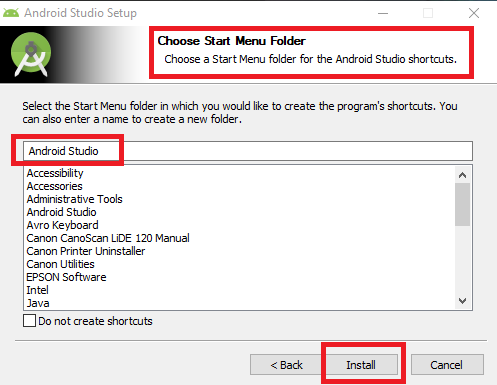 Android Studio Setup
Choose Start Menu Folder
Choose a Start Menu folder for the Android Studio shortcuts.
Select the Start Menu folder in which you would like to create the program's shortcuts. You
can also enter a name to create a new folder.
Android Studio
Accessibility
Accessories
Administrative Tools
Android Studio
Avro Keyboard
Canon CanoScan LiDE 120 Manual
Canon Printer Uninstaller
Canon Utilities
EPSON Software
Intel
Java
Do not create shortcuts
< Back
Install
Cancel